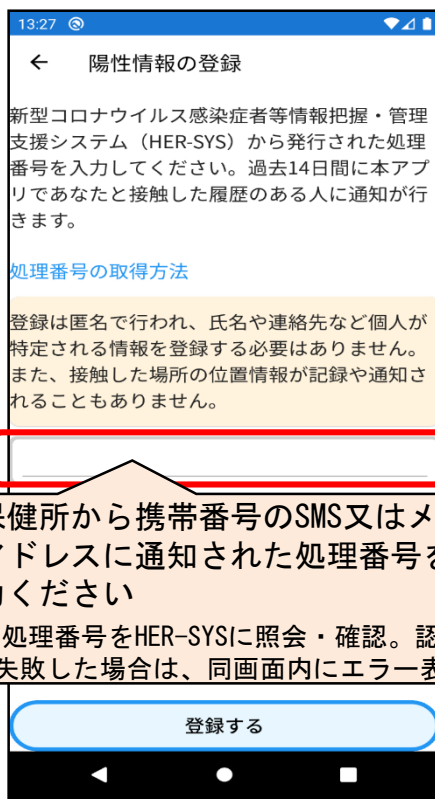 13:27
陽性情報の登録
新型コロナウイルス感染症者等情報把握・管理
支援システム（HER-SYS）から発行された処理
番号を入力してください。過去14日間に本アプ
リであなたと接触した履歴のある人に通知が行
きます。
処理番号の取得方法
登録は匿名で行われ、氏名や連絡先など個人が
特定される情報を登録する必要はありません。
また、接触した場所の位置情報が記録や通知さ
れることもありません。
健所から携帯番号のSMS又はメ
ドレスに通知された処理番号を
ください
処理番号をHER-SYSに照会・確認。認
失敗した場合は、同画面内にエラー表
登録する